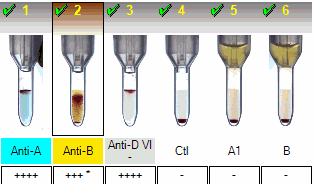 1 2 3 4 5 6
Anti-A Anti-B Anti-D VI - Ctl A1 B
++++ +++ * ++++ - - -